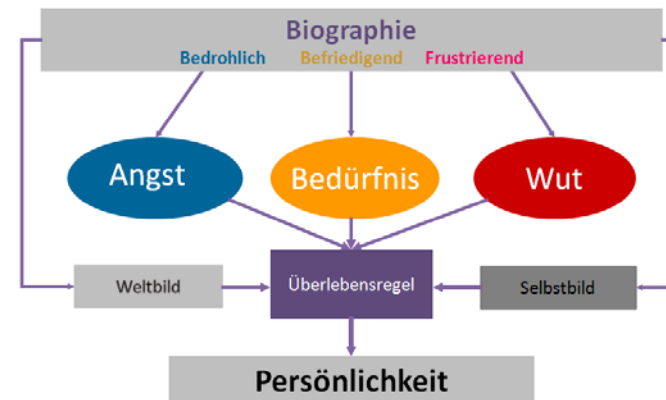 Biographie
Bedrohlich Befriedigend Frustrierend
Angst Bedürfnis Wut
Weltbild Überlebensregel Selbstbild
Persönlichkeit